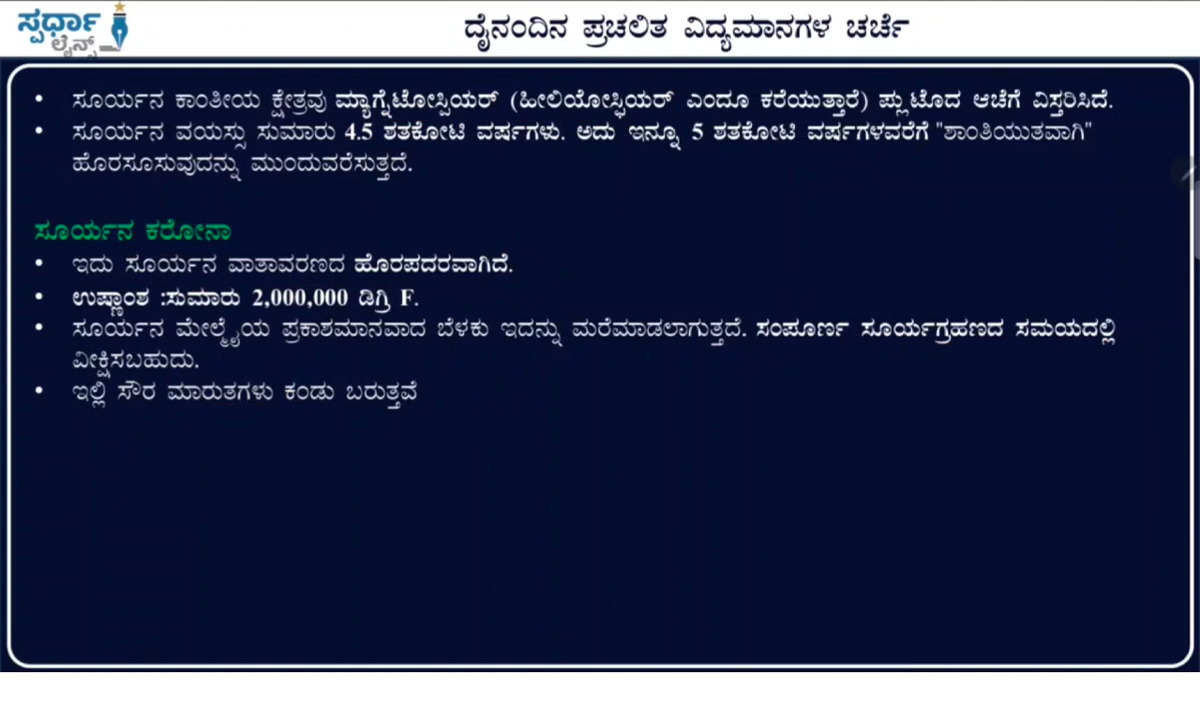 ಸ್ಪರ್ಧಾ
ಲೈನ್ಸ್
ದೈನಂದಿನ ಪ್ರಚಲಿತ ವಿದ್ಯಮಾನಗಳ ಚರ್ಚೆ
• ಸೂರ್ಯನ ಕಾಂತೀಯ ಕ್ಷೇತ್ರವು ಮ್ಯಾಗ್ನೆಟೋಸ್ಪಿಯರ್ (ಹೀಲಿಯೋಸ್ಫಿಯರ್ ಎಂದೂ ಕರೆಯುತ್ತಾರೆ) ಪ್ಲುಟೊದ ಆಚೆಗೆ ವಿಸ್ತರಿಸಿದೆ.
• ಸೂರ್ಯನ ವಯಸ್ಸು ಸುಮಾರು 4.5 ಶತಕೋಟಿ ವರ್ಷಗಳು. ಅದು ಇನ್ನೂ 5 ಶತಕೋಟಿ ವರ್ಷಗಳವರೆಗೆ "ಶಾಂತಿಯುತವಾಗಿ"
ಹೊರಸೂಸುವುದನ್ನು ಮುಂದುವರೆಸುತ್ತದೆ.
ಸೂರ್ಯನ ಕರೋನಾ
• ಇದು ಸೂರ್ಯನ ವಾತಾವರಣದ ಹೊರಪದರವಾಗಿದೆ.
• ಉಷ್ಣಾಂಶ :ಸುಮಾರು 2,000,000 ಡಿಗ್ರಿ F.
• ಸೂರ್ಯನ ಮೇಲ್ಮೈಯ ಪ್ರಕಾಶಮಾನವಾದ ಬೆಳಕು ಇದನ್ನು ಮರೆಮಾಡಲಾಗುತ್ತದೆ. ಸಂಪೂರ್ಣ ಸೂರ್ಯಗ್ರಹಣದ ಸಮಯದಲ್ಲಿ
ವೀಕ್ಷಿಸಬಹುದು.
• ಇಲ್ಲಿ ಸೌರ ಮಾರುತಗಳು ಕಂಡು ಬರುತ್ತವೆ